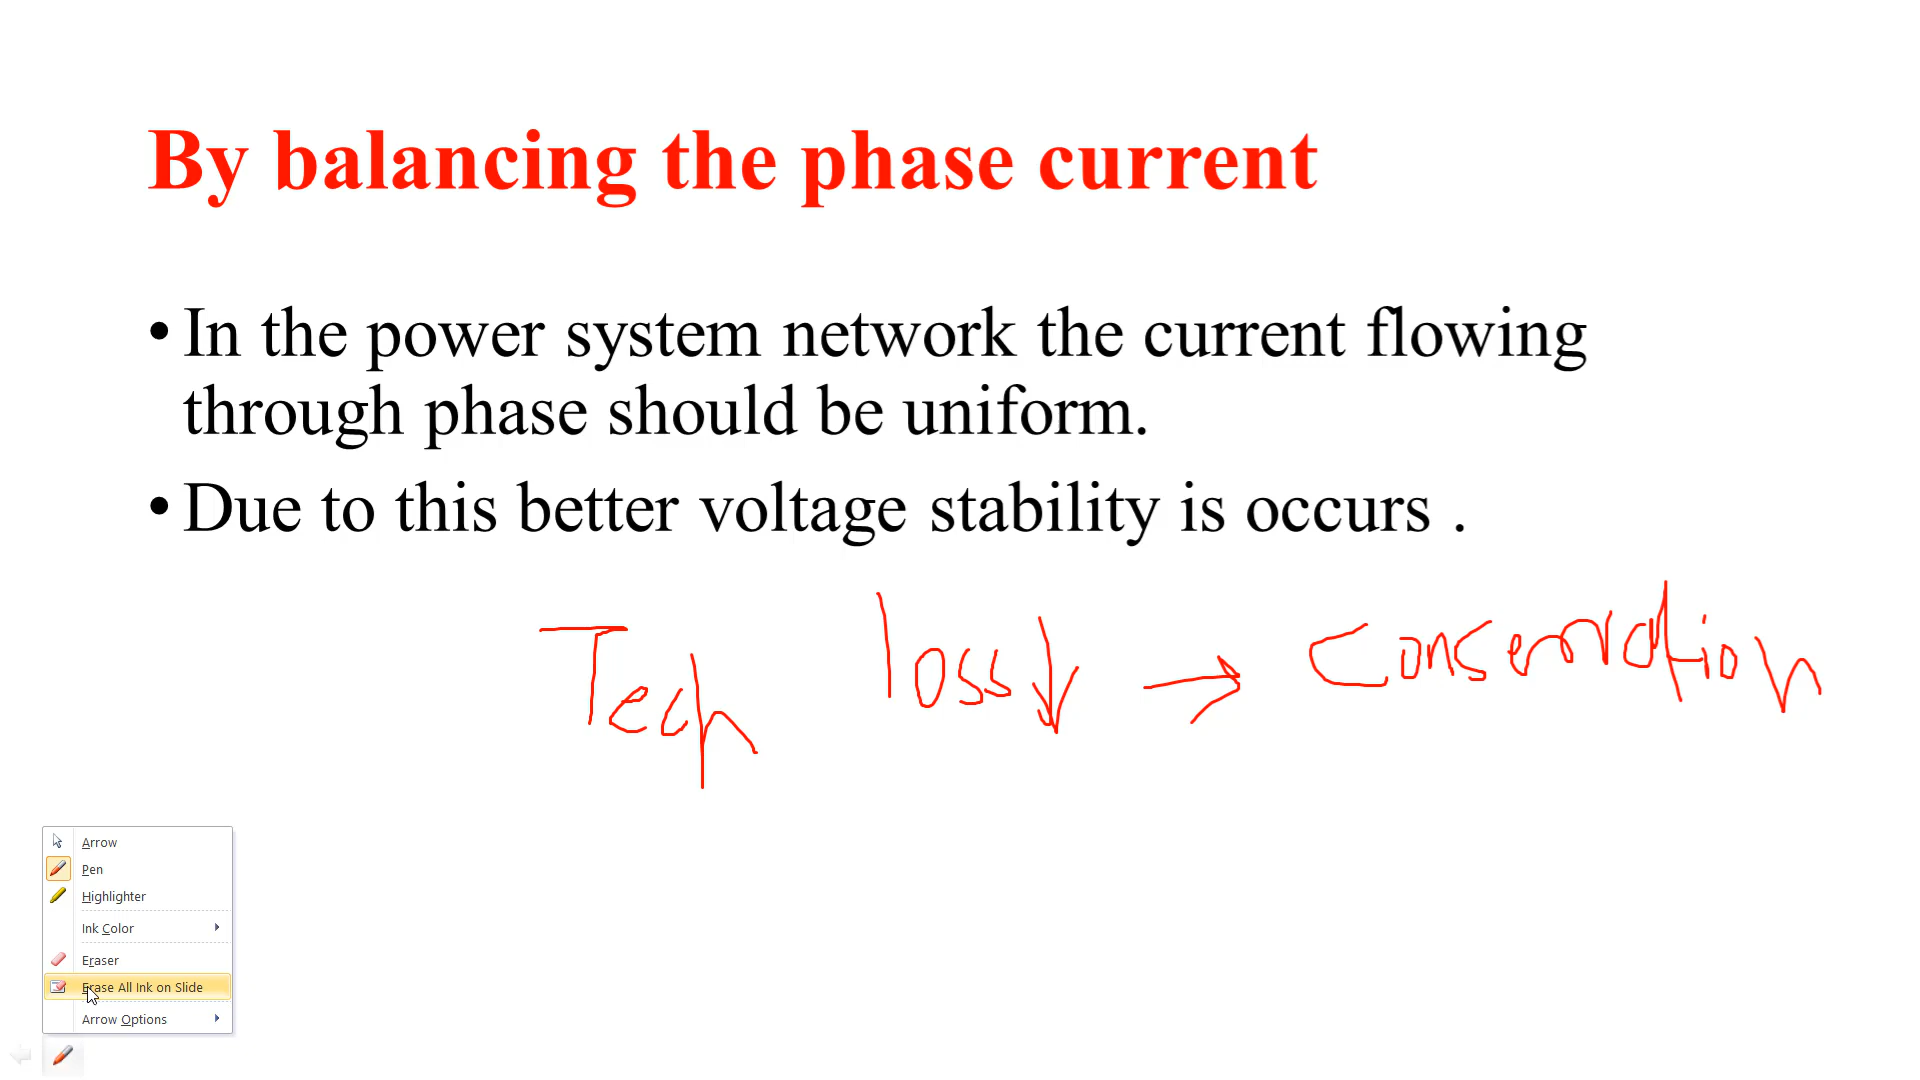 By balancing the phase current
• In the power system network the current flowing
through phase should be uniform.
• Due to this better voltage stability is occurs .
Tech loss ↓ → Conservation
Arrow
Pen
Highlighter
Ink Color
Eraser
Erase All Ink on Slide
Arrow Options